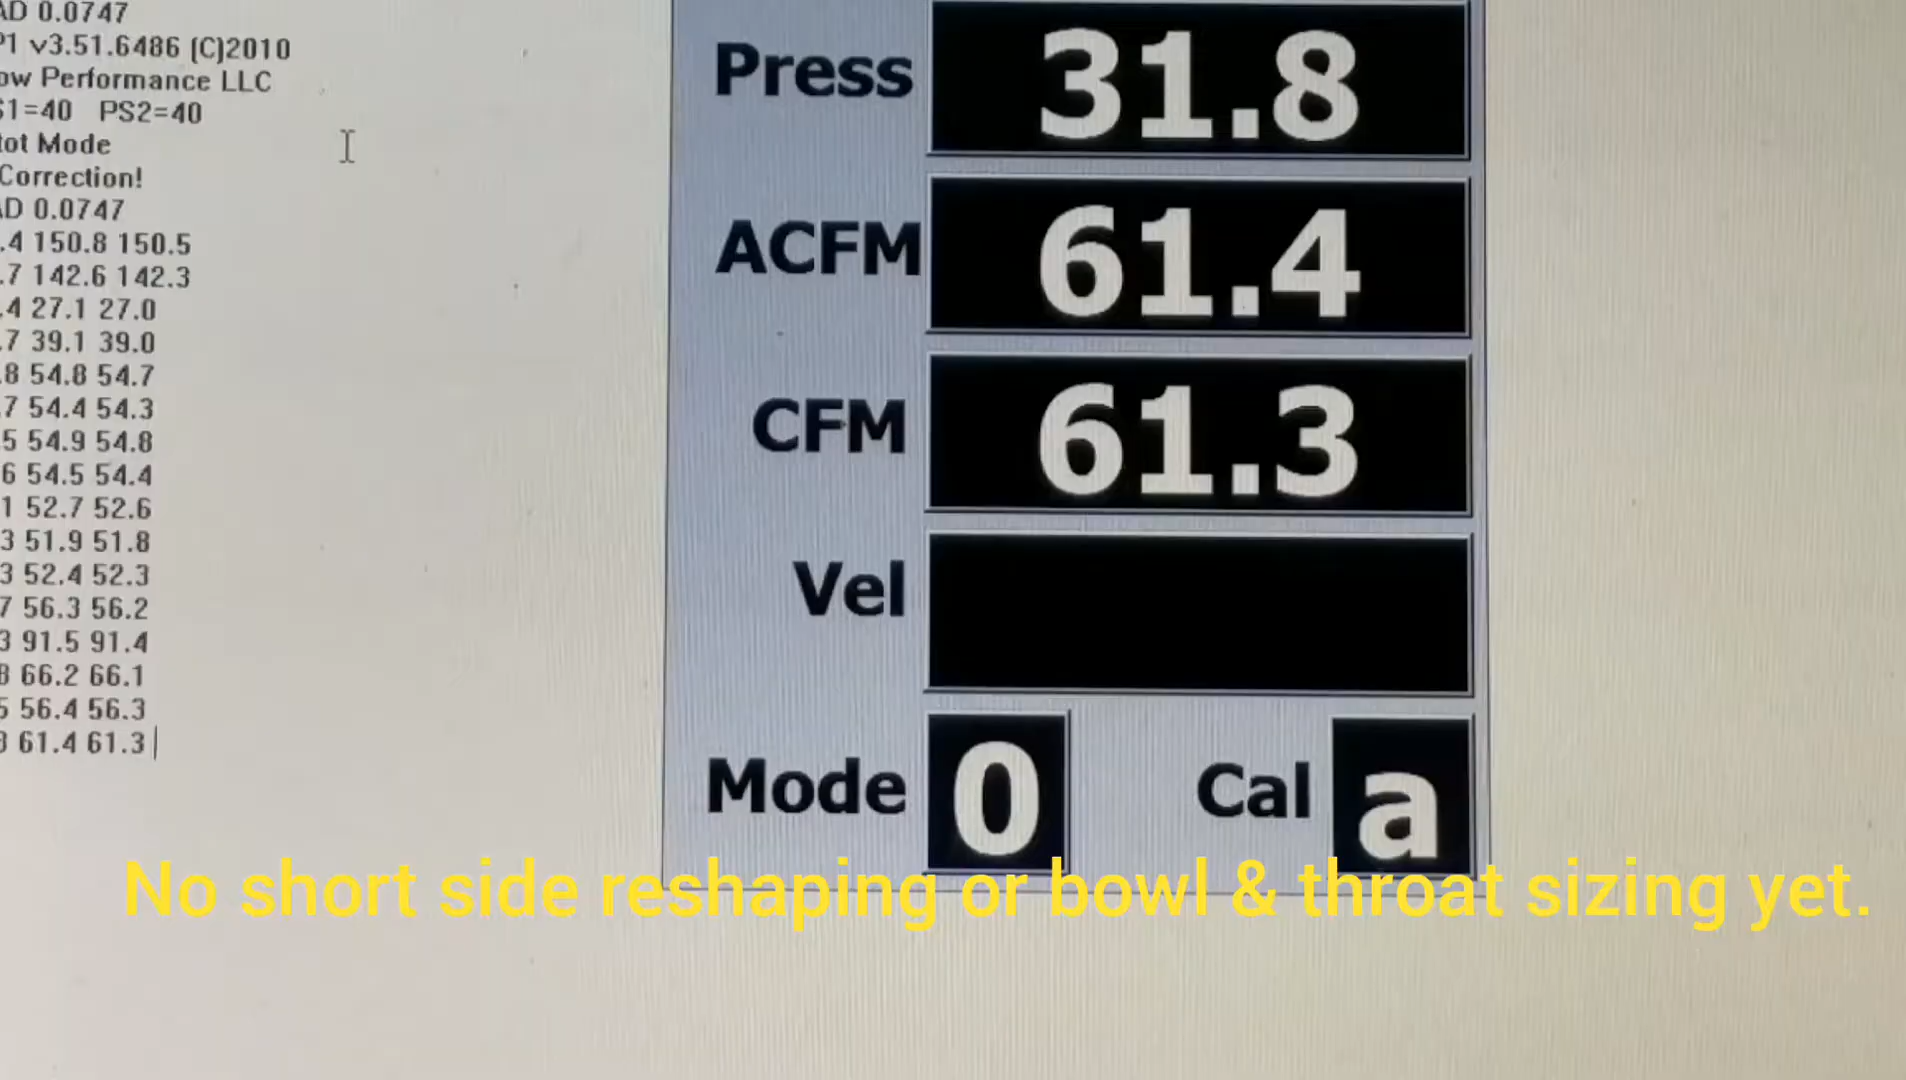 AD 0.0747
P1 v3.51.6486 (C)2010
ow Performance LLC
S1=40 PS2=40
tot Mode
Correction!
AD 0.0747
.4 150.8 150.5
.7 142.6 142.3
.4 27.1 27.0
.7 39.1 39.0
.8 54.8 54.7
.7 54.4 54.3
5 54.9 54.8
6 54.5 54.4
1 52.7 52.6
3 51.9 51.8
3 52.4 52.3
7 56.3 56.2
3 91.5 91.4
8 66.2 66.1
5 56.4 56.3
61.4 61.3
Press 31.8
ACFM 61.4
CFM 61.3
Vel
Mode 0 Cal a
No short side reshaping or bowl & throat sizing yet.